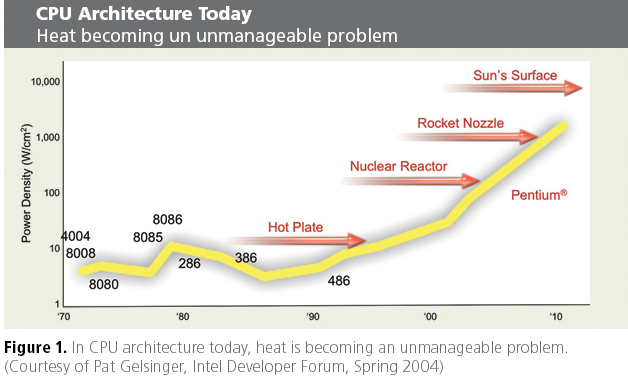 CPU Architecture Today
Heat becoming un unmanageable problem
Sun's Surface
10,000
Rocket Nozzle
1,000
Nuclear Reactor
Power Density (W/cm²)
100
Pentium®
8086
Hot Plate
4004
8085
8008
10
286
386
8080
486
1
'70
'80
'90
'00
'10
Figure 1. In CPU architecture today, heat is becoming an unmanageable problem.
(Courtesy of Pat Gelsinger, Intel Developer Forum, Spring 2004)